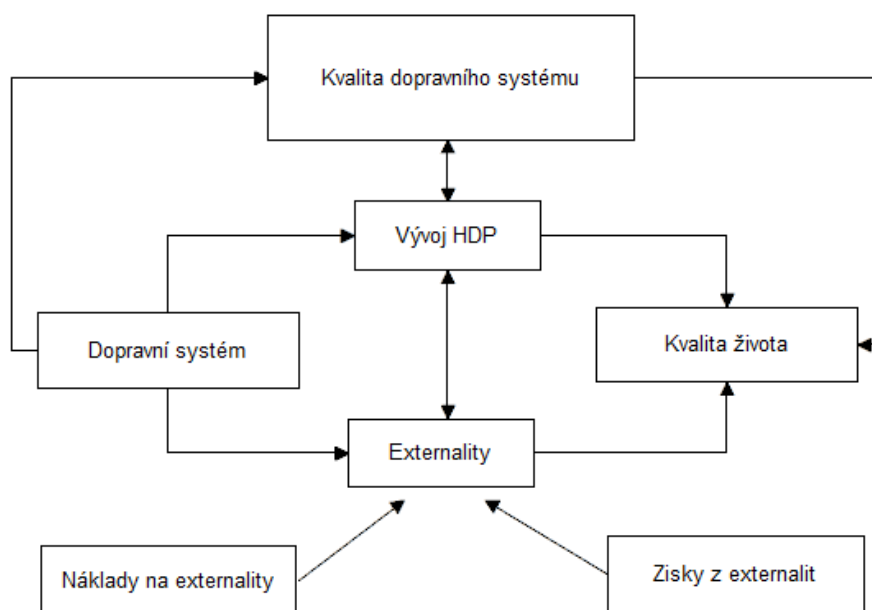 Kvalita dopravního systému
Vývoj HDP
Dopravní systém
Kvalita života
Externality
Náklady na externality
Zisky z externalit